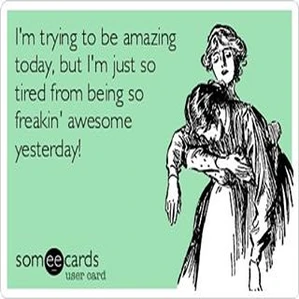 I'm trying to be amazing
today, but I'm just so
tired from being so
freakin' awesome
yesterday!
someecards
user card